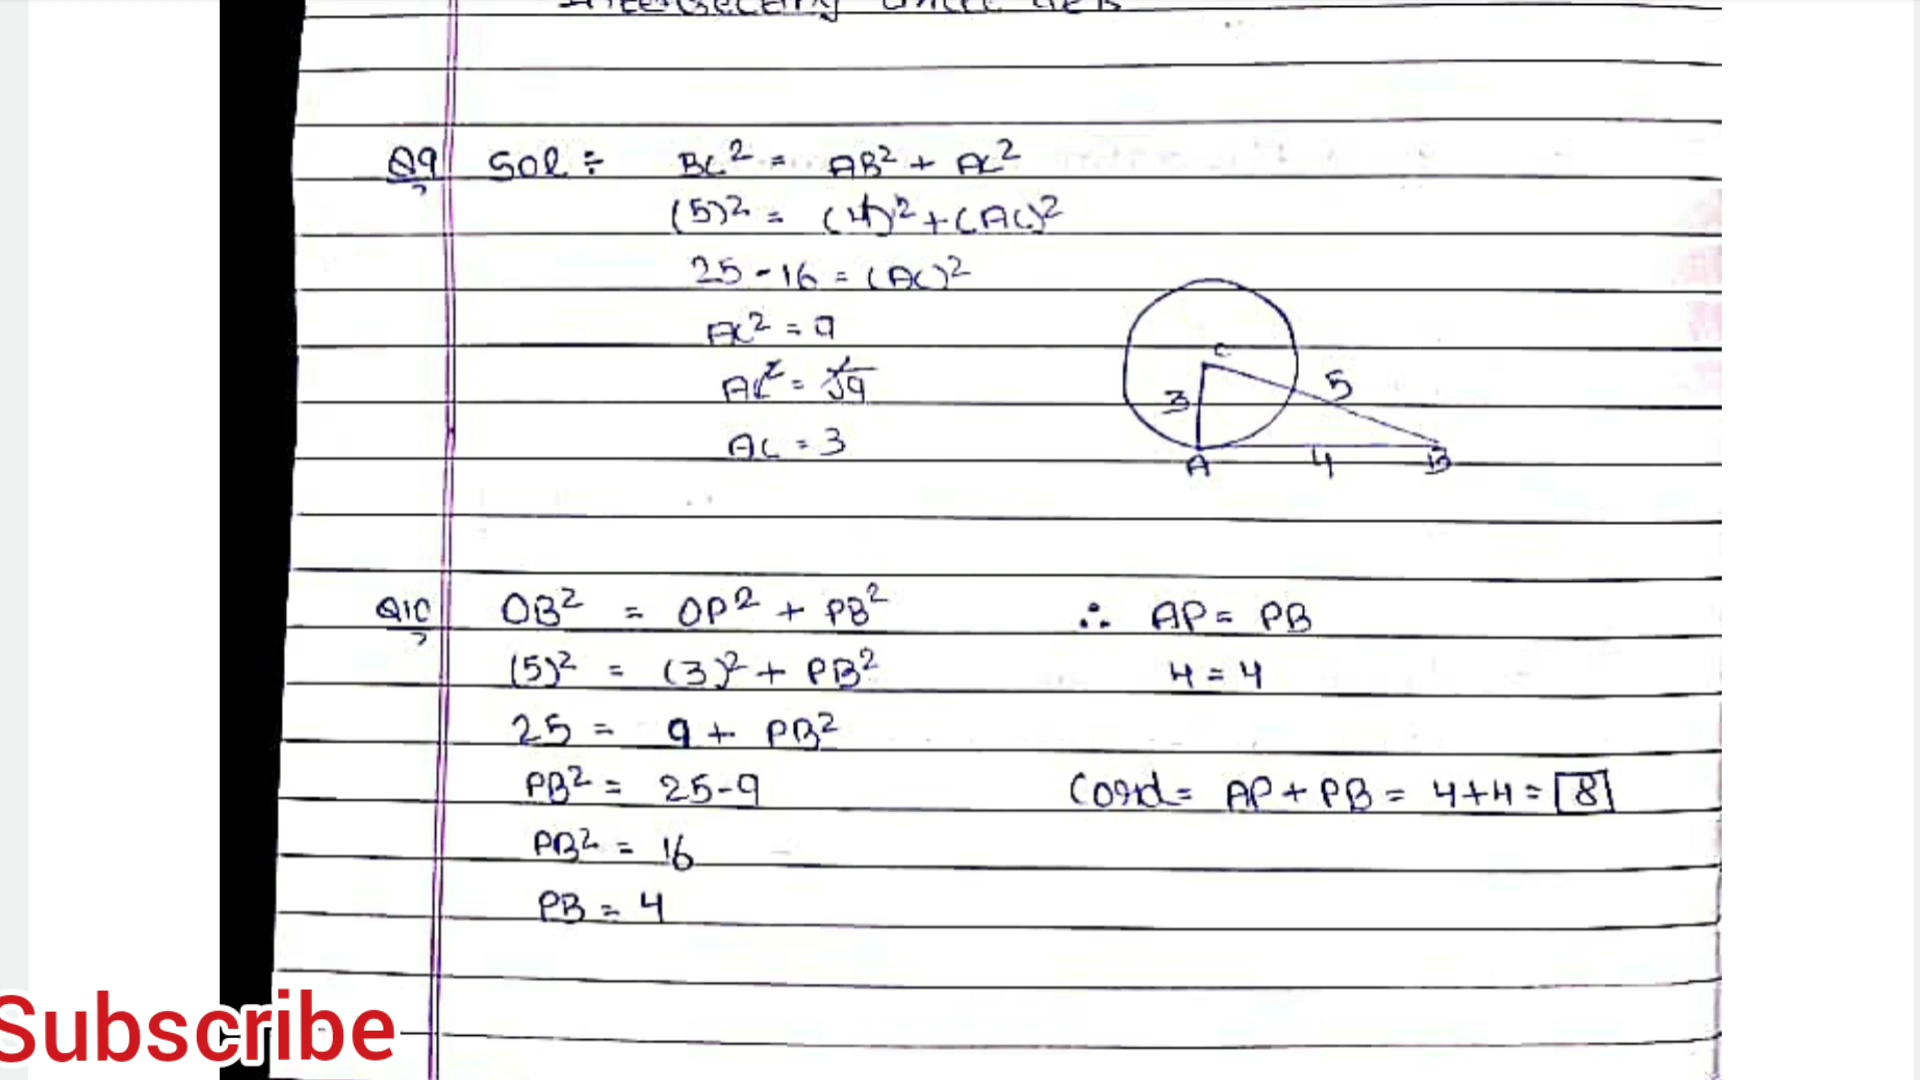 Q9 SOL ÷ BC² = AB² + AC²
(5)² = (4)² + (AC)²
25 - 16 = (AC)²
AC² = 9
AC² = √9
AC = 3
C
3
5
A
4
B
Q10 OB² = OP² + PB²
(5)² = (3)² + PB²
25 = 9 + PB²
PB² = 25-9
PB² = 16
PB = 4
∴ AP = PB
4 = 4
Cord = AP + PB = 4+4 = 8
Subscribe